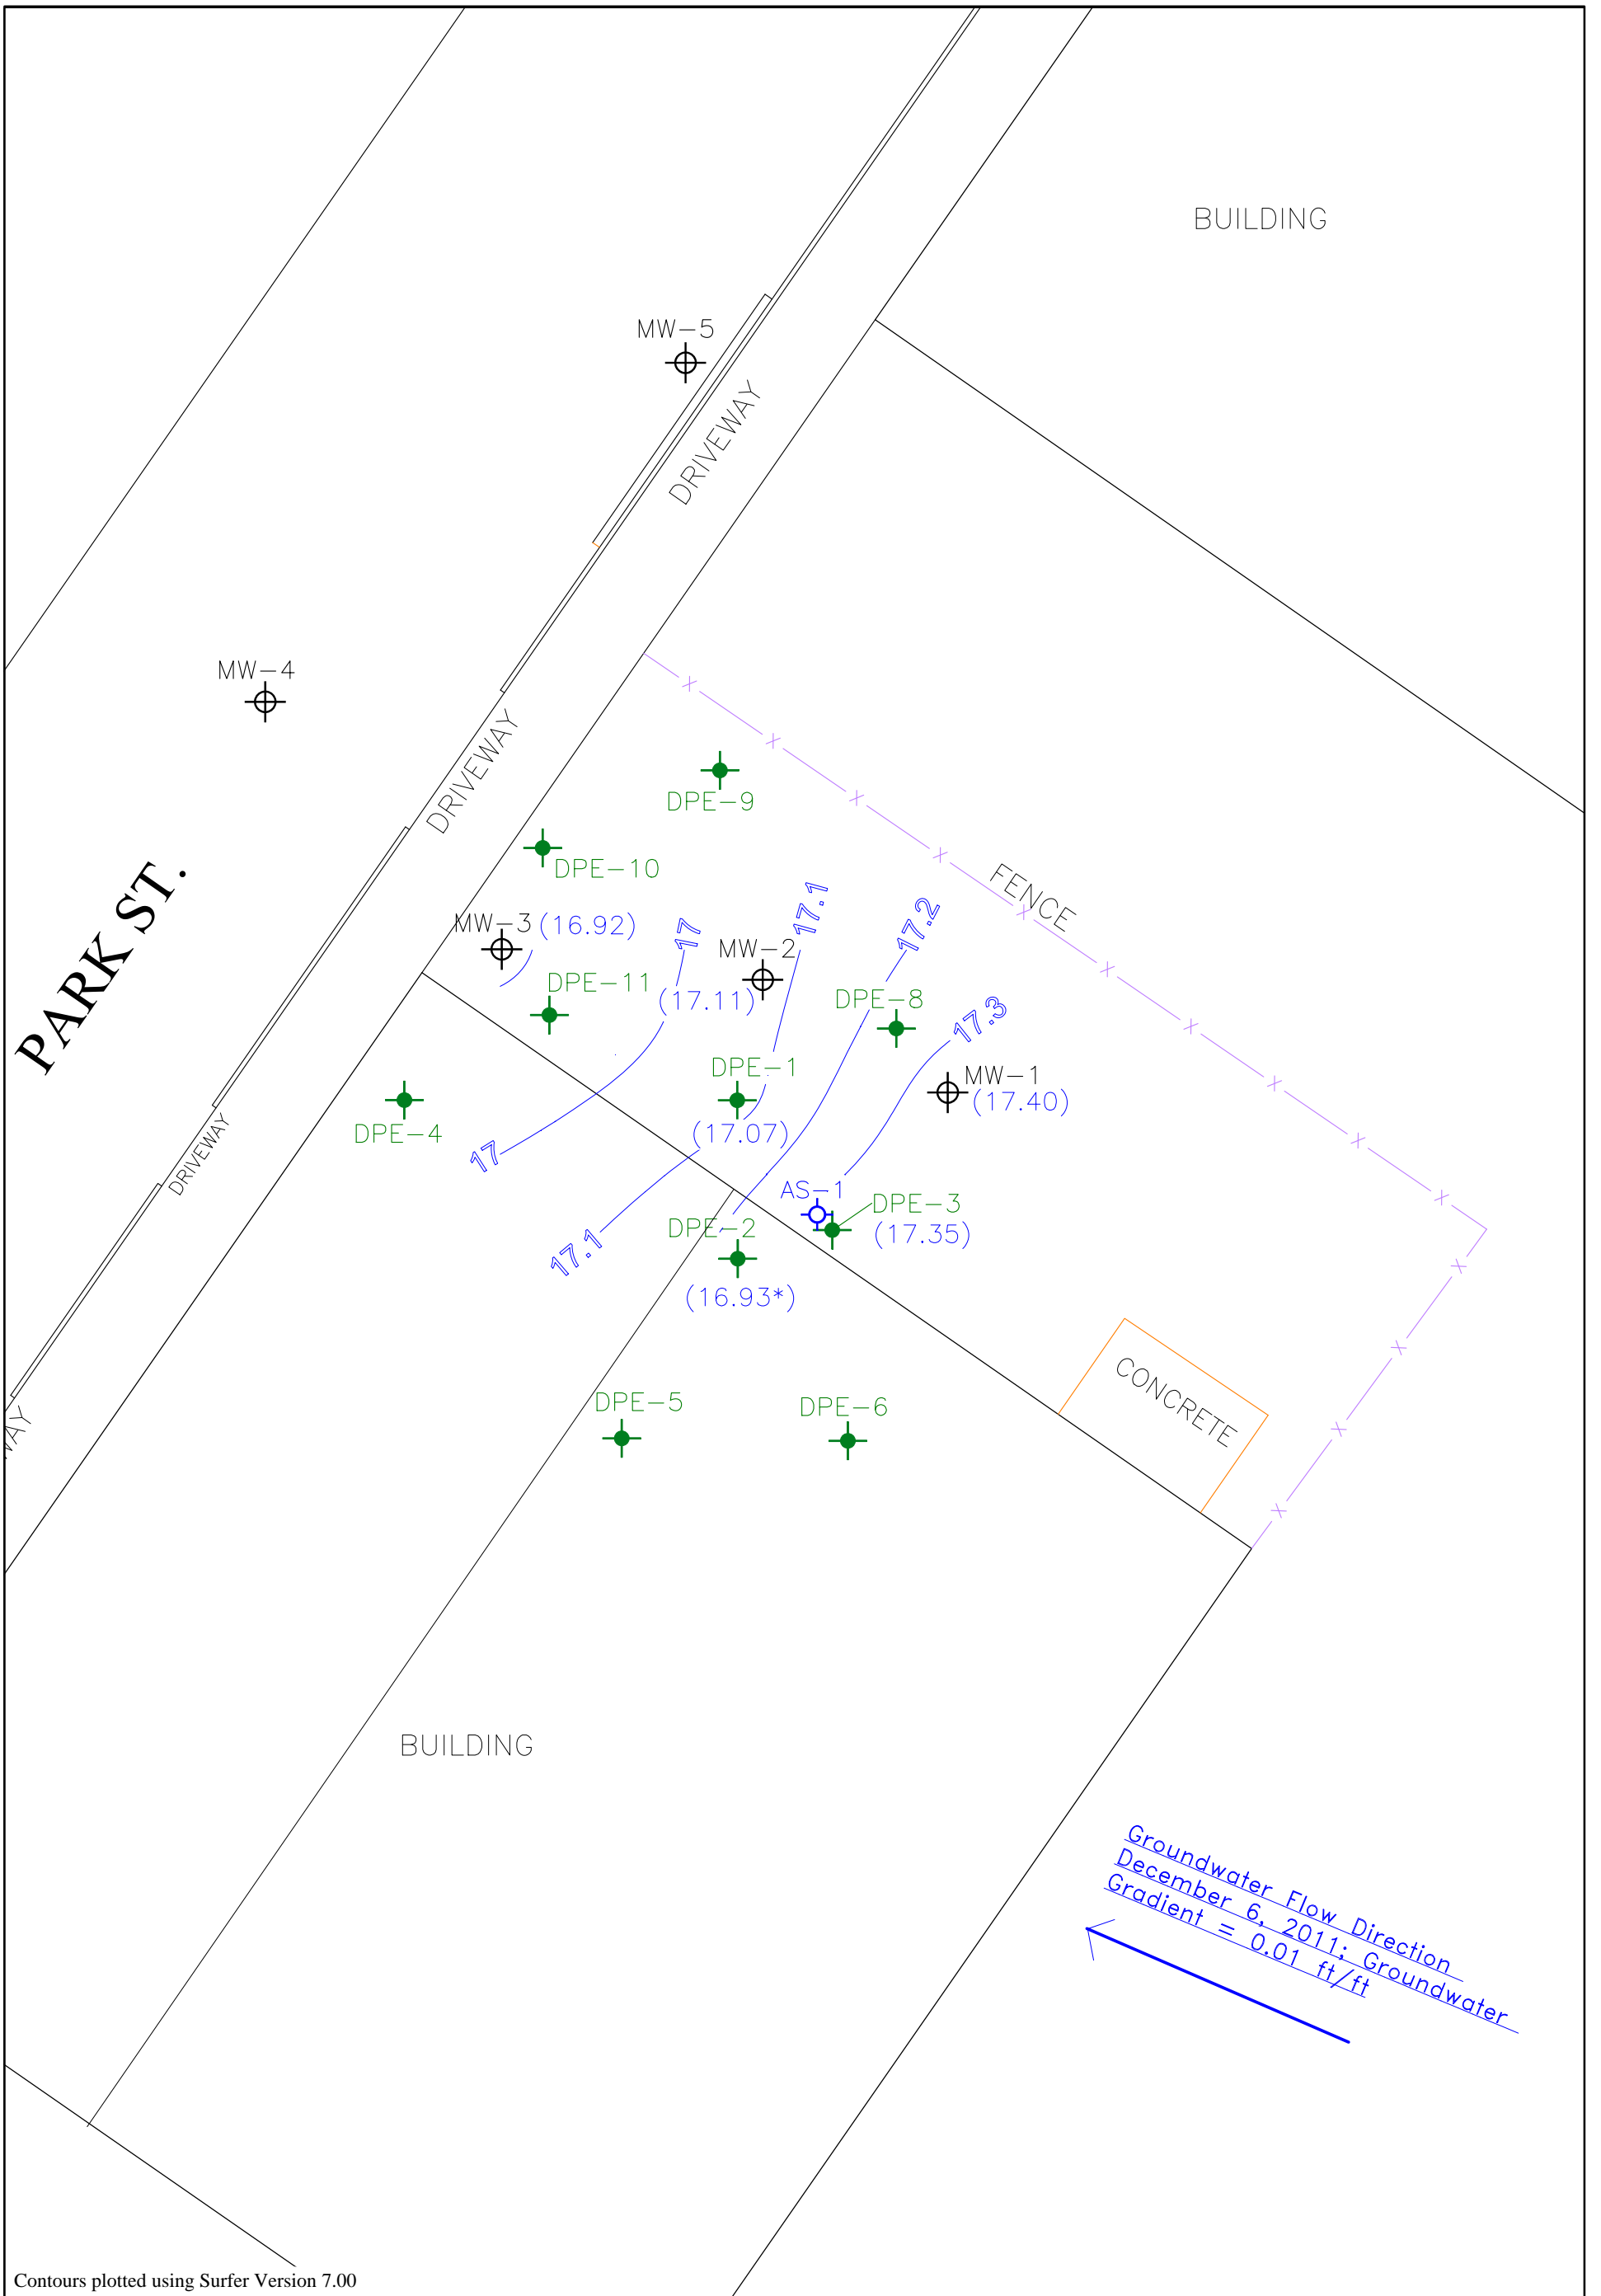 BUILDING
MW-5
DRIVEWAY
MW-4
DRIVEWAY
DPE-9
DPE-10
FENCE
PARK ST.
MW-3 (16.92)
17
17.1
17.2
MW-2
DPE-11
(17.11)
DPE-8
17.3
DPE-1
MW-1
(17.40)
DPE-4
(17.07)
17
DRIVEWAY
AS-1
DPE-3
(17.35)
DPE-2
17.1
(16.93*)
CONCRETE
DPE-5
DPE-6
WAY
BUILDING
Groundwater Flow Direction
December 6, 2011; Groundwater
Gradient = 0.01 ft/ft
Contours plotted using Surfer Version 7.00